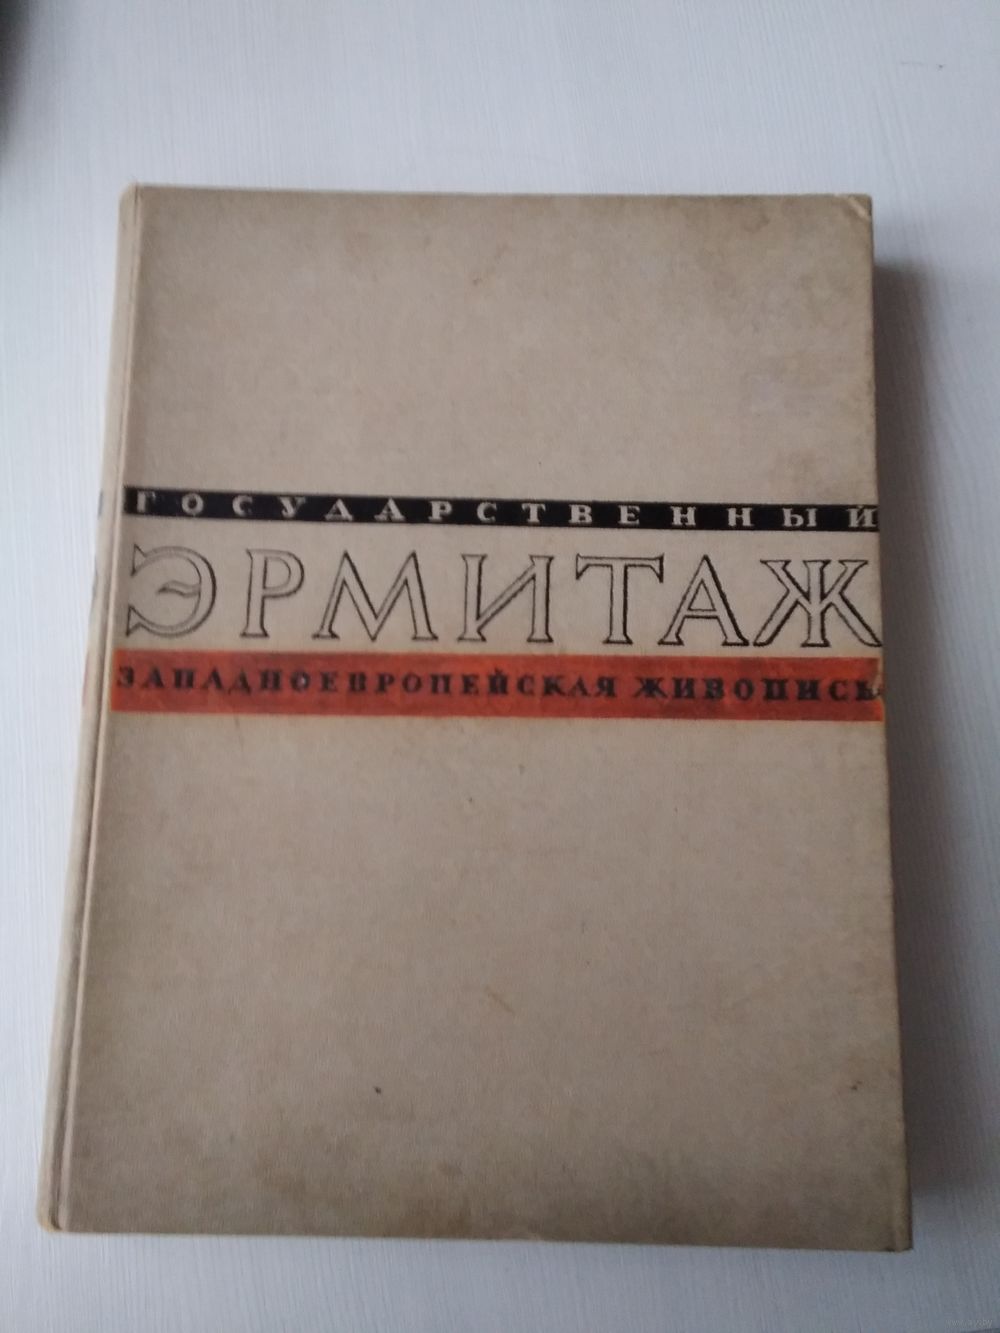 ГОСУДАРСТВЕННЫЙ
ЭРМИТАЖ
ЗАПАДНОЕВРОПЕЙСКАЯ ЖИВОПИСЬ